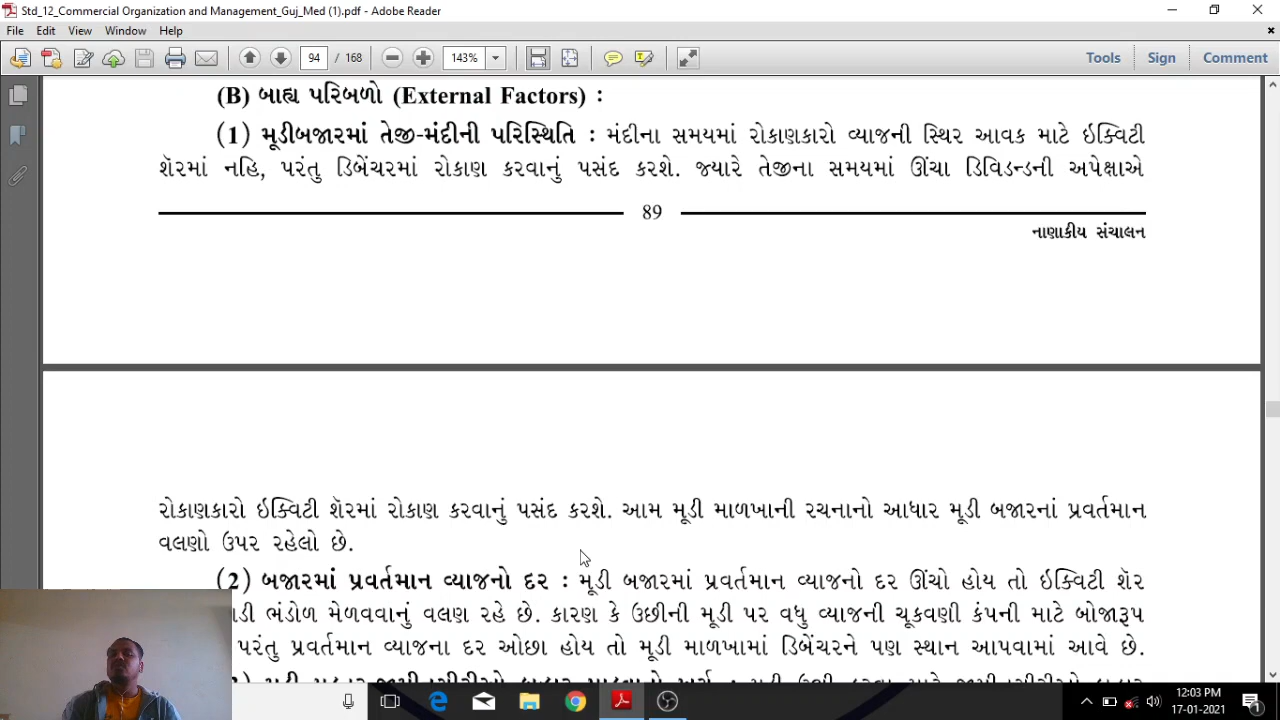 Std_12_Commercial Organization and Management_Guj_Med (1).pdf - Adobe Reader
File Edit View Window Help
94 / 168 143% Tools Sign Comment
(B) બાહ્ય પરિબળો (External Factors) :
(1) મૂડીબજારમાં તેજી-મંદીની પરિસ્થિતિ : મંદીના સમયમાં રોકાણકારો વ્યાજની સ્થિર આવક માટે ઇક્વિટી
શૅરમાં નહિ, પરંતુ ડિબેંચરમાં રોકાણ કરવાનું પસંદ કરશે. જ્યારે તેજીના સમયમાં ઊંચા ડિવિડન્ડની અપેક્ષાએ
89
નાણાકીય સંચાલન
રોકાણકારો ઇક્વિટી શૅરમાં રોકાણ કરવાનું પસંદ કરશે. આમ મૂડી માળખાની રચનાનો આધાર મૂડી બજારનાં પ્રવર્તમાન
વલણો ઉપર રહેલો છે.
(2) બજારમાં પ્રવર્તમાન વ્યાજનો દર : મૂડી બજારમાં પ્રવર્તમાન વ્યાજનો દર ઊંચો હોય તો ઇક્વિટી શૅર
ભંડોળ મેળવવાનું વલણ રહે છે. કારણ કે ઉછીની મૂડી પર વધુ વ્યાજની ચૂકવણી કંપની માટે બોજારૂપ
પરંતુ પ્રવર્તમાન વ્યાજના દર ઓછા હોય તો મૂડી માળખામાં ડિબેંચરને પણ સ્થાન આપવામાં આવે છે.
12:03 PM
17-01-2021